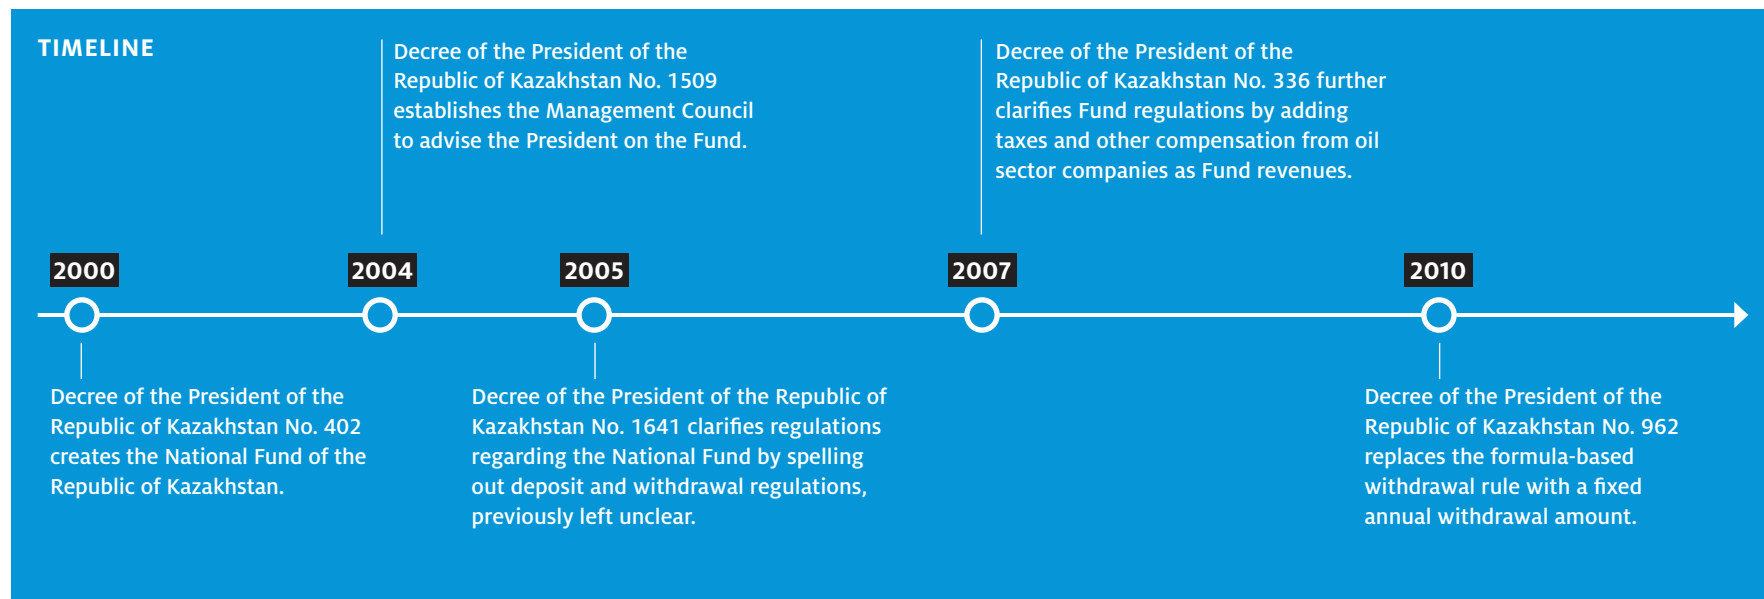 TIMELINE
Decree of the President of the
Republic of Kazakhstan No. 1509
establishes the Management Council
to advise the President on the Fund.
Decree of the President of the
Republic of Kazakhstan No. 336 further
clarifies Fund regulations by adding
taxes and other compensation from oil
sector companies as Fund revenues.
2000
2004
2005
2007
2010
Decree of the President of the
Republic of Kazakhstan No. 402
creates the National Fund of the
Republic of Kazakhstan.
Decree of the President of the Republic of
Kazakhstan No. 1641 clarifies regulations
regarding the National Fund by spelling
out deposit and withdrawal regulations,
previously left unclear.
Decree of the President of the
Republic of Kazakhstan No. 962
replaces the formula-based
withdrawal rule with a fixed
annual withdrawal amount.